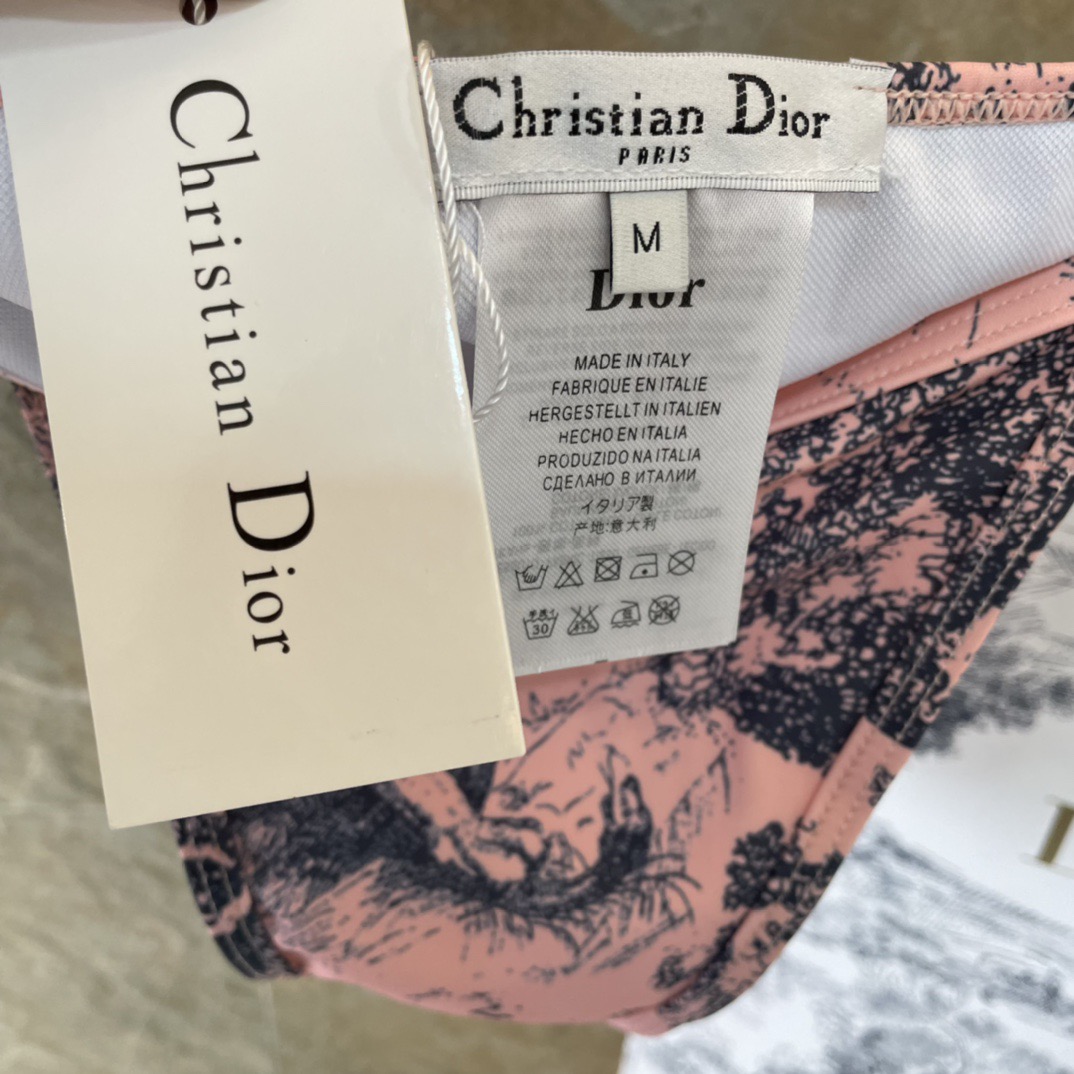 Christian Dior
Christian Dior
PARIS
M
Dior
MADE IN ITALY
FABRIQUE EN ITALIE
HERGESTELLT IN ITALIEN
HECHO EN ITALIA
PRODUZIDO NA ITALIA
СДЕЛАНО В ИТАЛИИ
イタリア製
产地:意大利
30